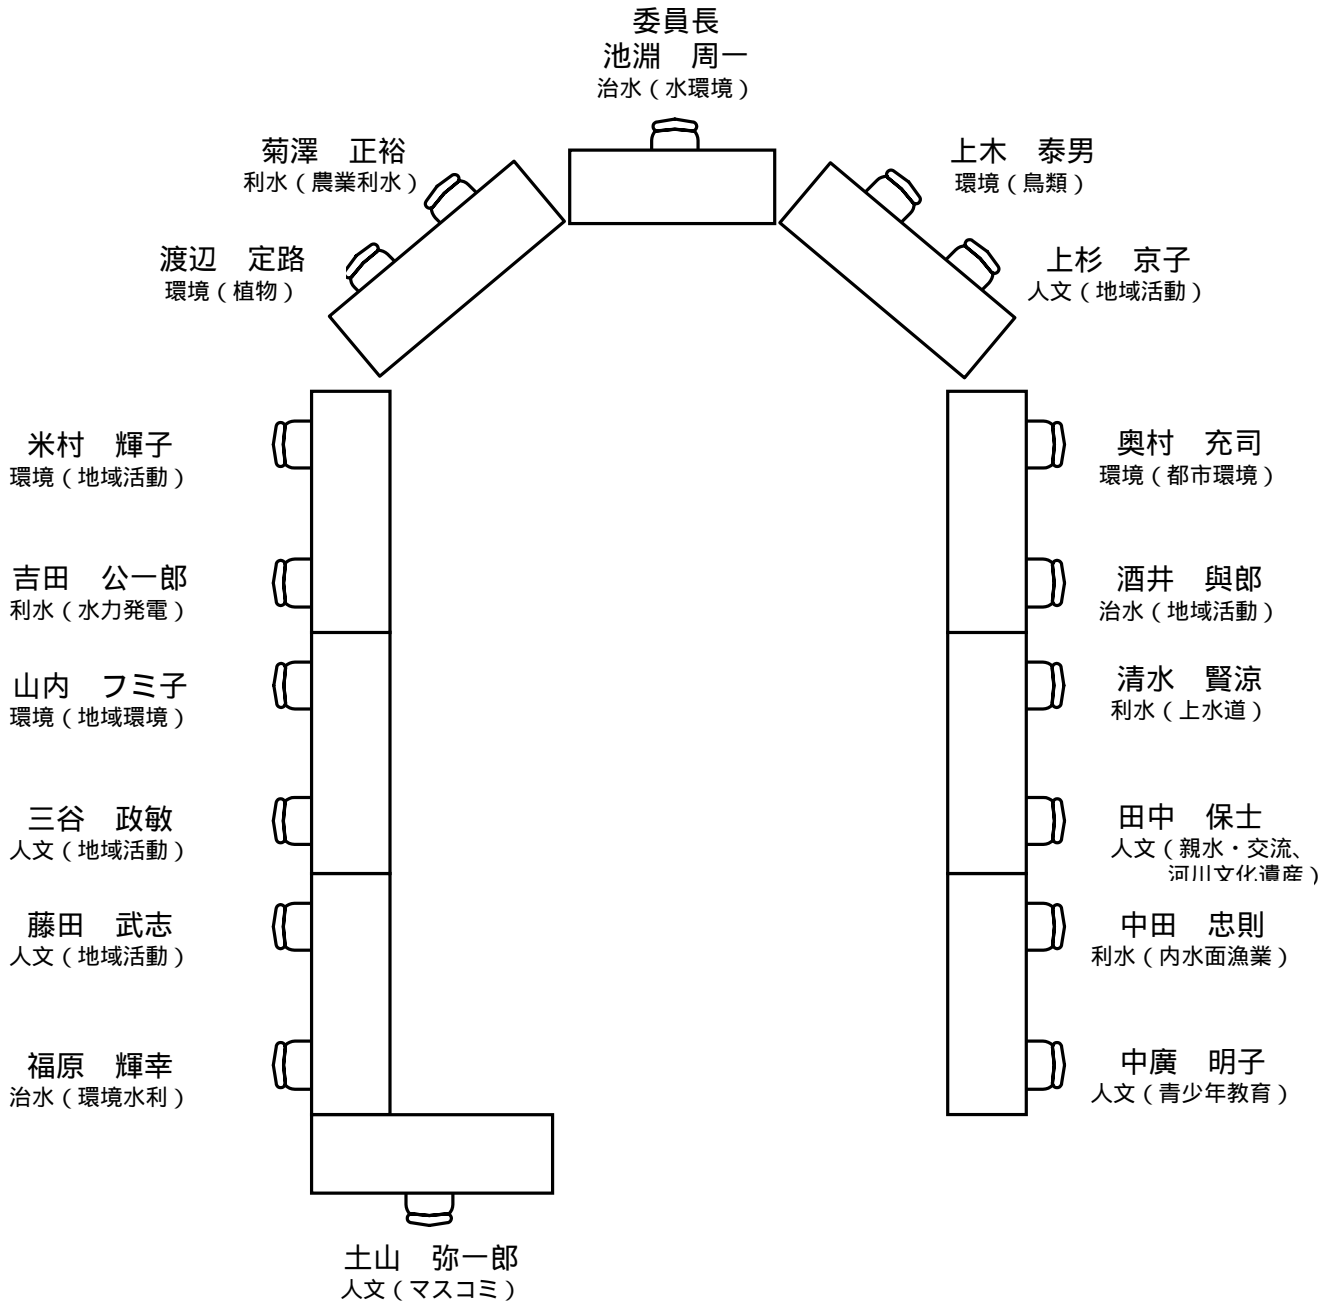 委員長
池淵　周一
治水（水環境）
菊澤　正裕
利水（農業利水）
上木　泰男
環境（鳥類）
渡辺　定路
環境（植物）
上杉　京子
人文（地域活動）
米村　輝子
環境（地域活動）
奥村　充司
環境（都市環境）
吉田　公一郎
利水（水力発電）
酒井　與郎
治水（地域活動）
山内　フミ子
環境（地域環境）
清水　賢涼
利水（上水道）
三谷　政敏
人文（地域活動）
田中　保士
人文（親水・交流、
河川文化遺産）
藤田　武志
人文（地域活動）
中田　忠則
利水（内水面漁業）
福原　輝幸
治水（環境水利）
中廣　明子
人文（青少年教育）
土山　弥一郎
人文（マスコミ）